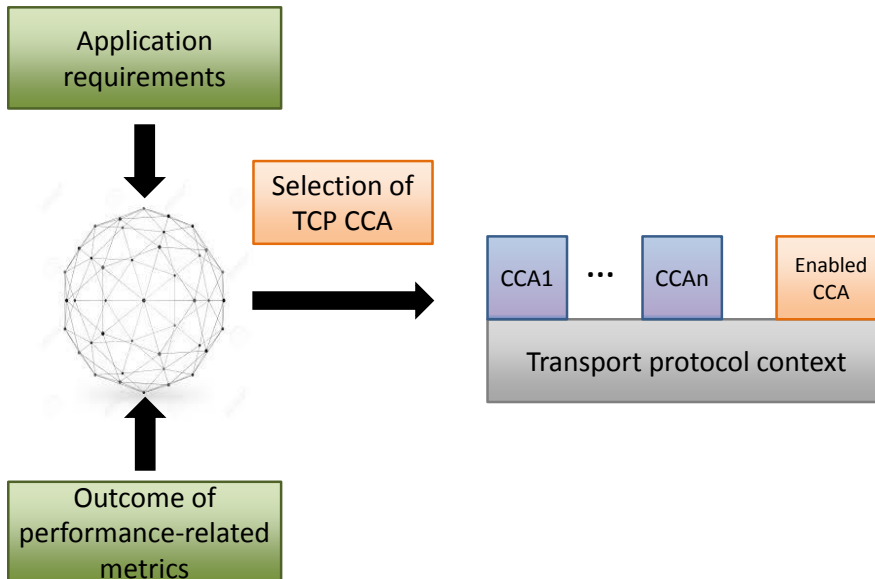 Application
requirements
Selection of
TCP CCA
CCA1
...
CCAn
Enabled
CCA
Transport protocol context
Outcome of
performance-related
metrics